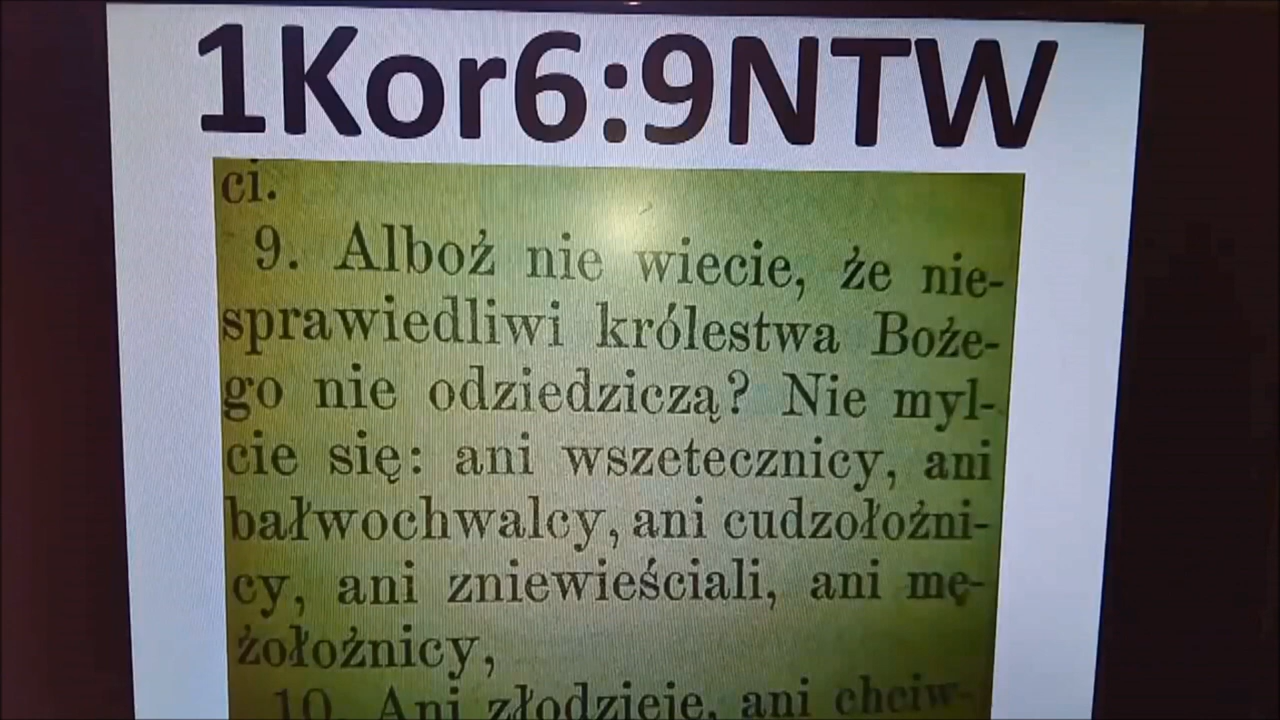 1Kor6:9NTW
ci.
9. Alboż nie wiecie, że nie-
sprawiedliwi królestwa Boże-
go nie odziedziczą? Nie myl-
cie się: ani wszetecznicy, ani
bałwochwalcy, ani cudzołożni-
cy, ani zniewieściali, ani mę-
żołożnicy,
10. Ani złodzieje, ani chciw-